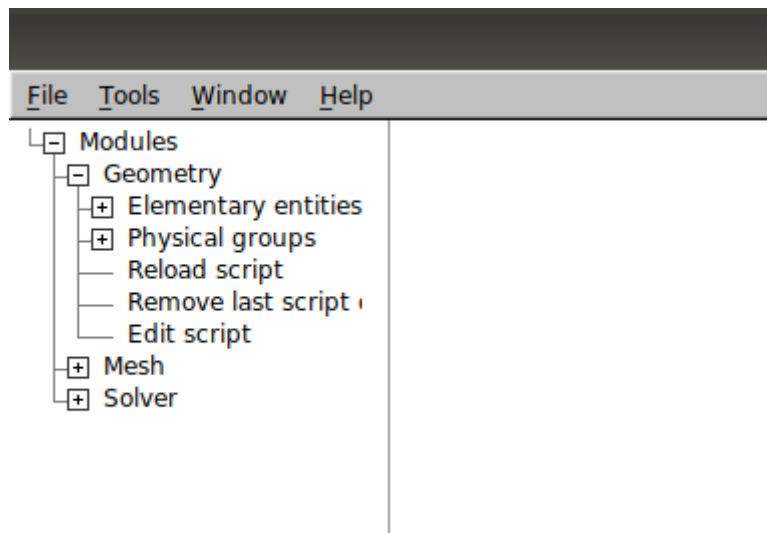 File Tools Window Help
Modules
Geometry
Elementary entities
Physical groups
Reload script
Remove last script
Edit script
Mesh
Solver